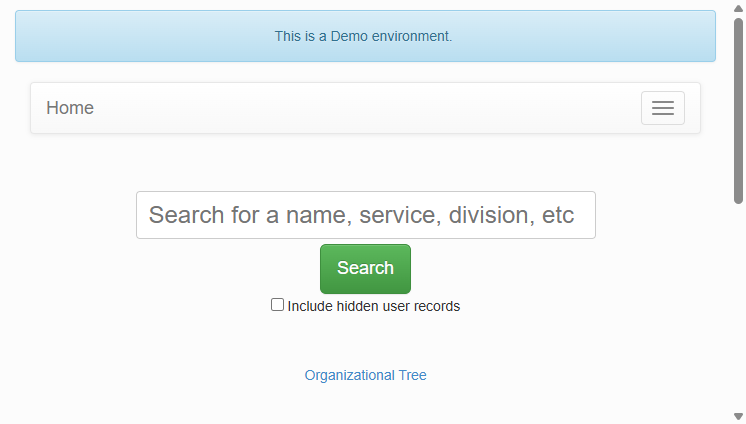 This is a Demo environment.
Home
Search for a name, service, division, etc
Search
Include hidden user records
Organizational Tree